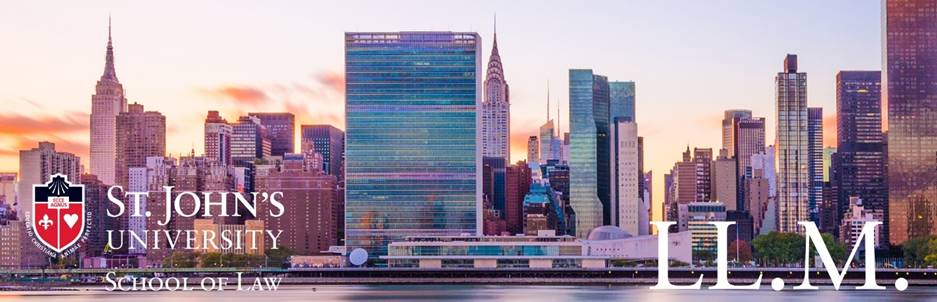 ECCE
AGNUS
ST. JOHN'S
UNIVERSITY
SCHOOL OF LAW
LL.M.